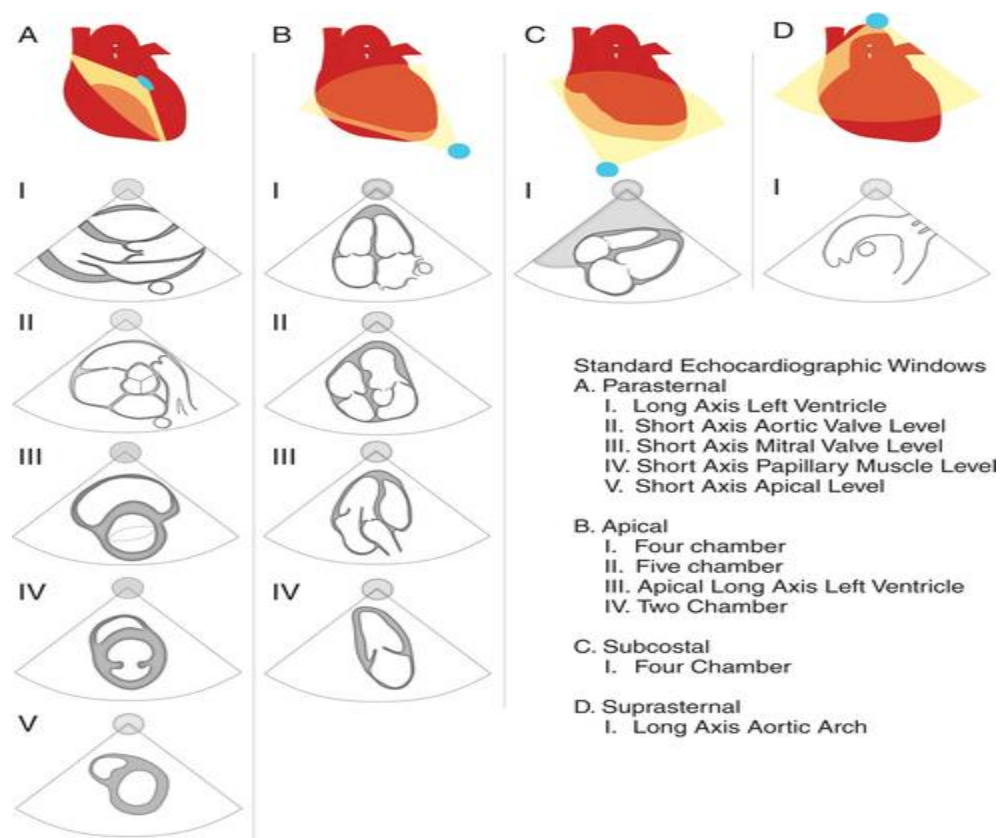 A
B
C
D
I
I
I
I
II
II
III
III
IV
IV
V
Standard Echocardiographic Windows
A. Parasternal
I. Long Axis Left Ventricle
II. Short Axis Aortic Valve Level
III. Short Axis Mitral Valve Level
IV. Short Axis Papillary Muscle Level
V. Short Axis Apical Level
B. Apical
I. Four chamber
II. Five chamber
III. Apical Long Axis Left Ventricle
IV. Two Chamber
C. Subcostal
I. Four Chamber
D. Suprasternal
I. Long Axis Aortic Arch